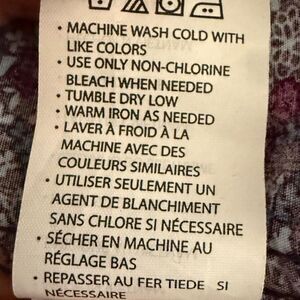 • MACHINE WASH COLD WITH
LIKE COLORS
• USE ONLY NON-CHLORINE
BLEACH WHEN NEEDED
• TUMBLE DRY LOW
• WARM IRON AS NEEDED
• LAVER À FROID À LA
MACHINE AVEC DES
COULEURS SIMILAIRES
• UTILISER SEULEMENT UN
AGENT DE BLANCHIMENT
SANS CHLORE SI NÉCESSAIRE
• SÉCHER EN MACHINE AU
RÉGLAGE BAS
• REPASSER AU FER TIEDE SI
NÉCESSAIRE